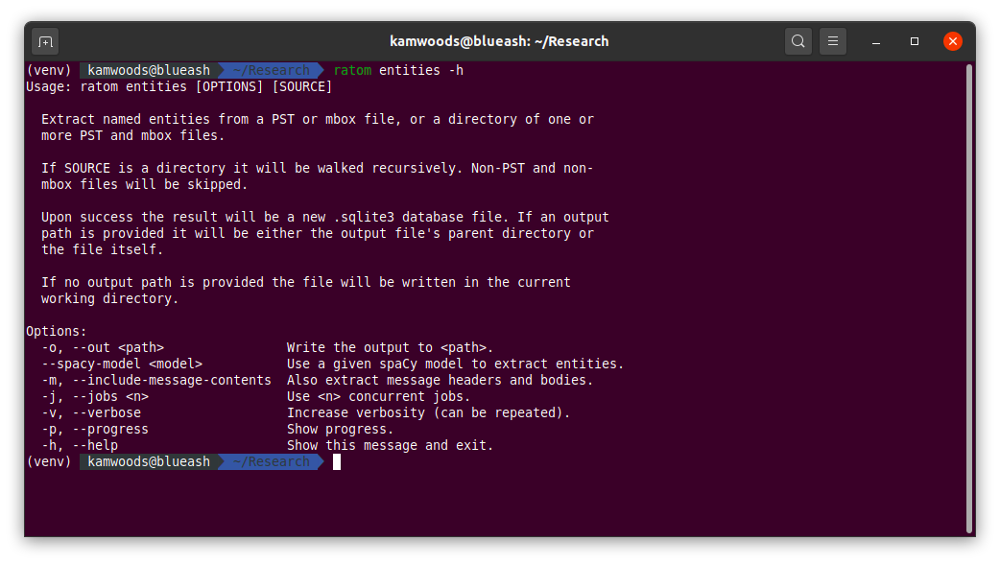 kamwoods@blueash: ~/Research
(venv) kamwoods@blueash ~/Research ratom entities -h
Usage: ratom entities [OPTIONS] [SOURCE]
Extract named entities from a PST or mbox file, or a directory of one or
more PST and mbox files.
If SOURCE is a directory it will be walked recursively. Non-PST and non-
mbox files will be skipped.
Upon success the result will be a new .sqlite3 database file. If an output
path is provided it will be either the output file's parent directory or
the file itself.
If no output path is provided the file will be written in the current
working directory.
Options:
-o, --out <path> Write the output to <path>.
--spacy-model <model> Use a given spaCy model to extract entities.
-m, --include-message-contents Also extract message headers and bodies.
-j, --jobs <n> Use <n> concurrent jobs.
-v, --verbose Increase verbosity (can be repeated).
-p, --progress Show progress.
-h, --help Show this message and exit.
(venv) kamwoods@blueash ~/Research